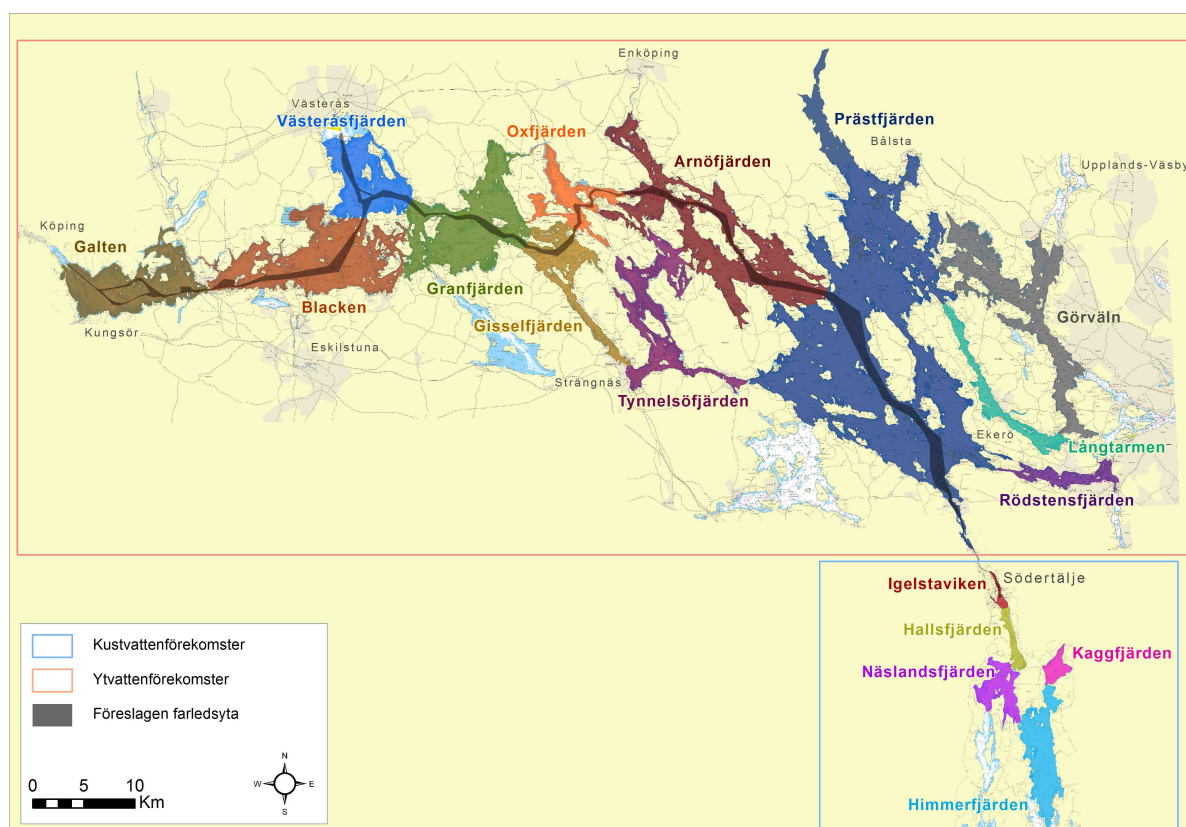 Enköping
Västerås
Västeråsfjärden
Oxfjärden
Prästfjärden
Bålsta
Arnöfjärden
Upplands-Väsby
Köping
Galten
Granfjärden
Blacken
Görväln
Gisselfjärden
Kungsör
Eskilstuna
Strängnäs
Tynnelsöfjärden
Ekerö
Långtarmen
Rödstensfjärden
Igelstaviken
Södertälje
Hallsfjärden
Kaggfjärden
Näslandsfjärden
Himmerfjärden
Kustvattenförekomster
Ytvattenförekomster
Föreslagen farledsyta
N
W E
S
0 5 10
Km